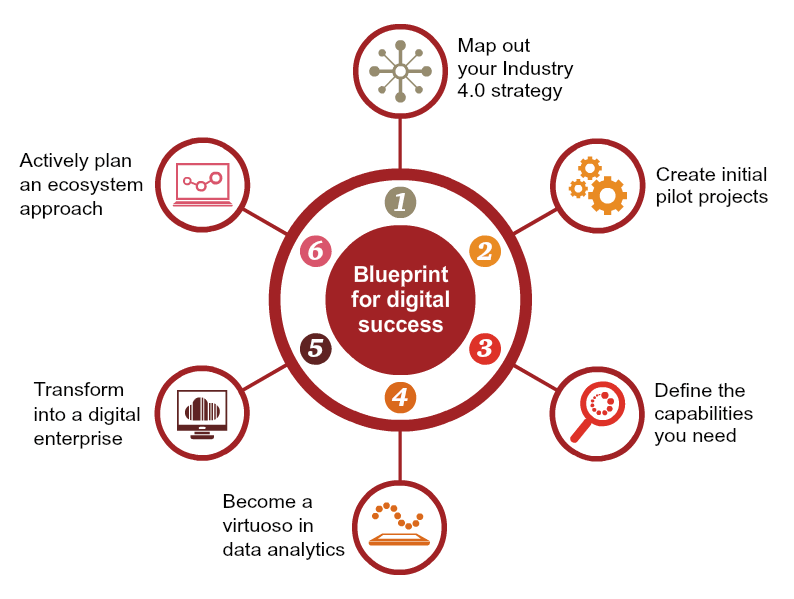 Map out
your Industry
4.0 strategy
Create initial
pilot projects
Define the
capabilities
you need
Become a
virtuoso in
data analytics
Transform
into a digital
enterprise
Actively plan
an ecosystem
approach
1
2
3
4
5
6
Blueprint
for digital
success